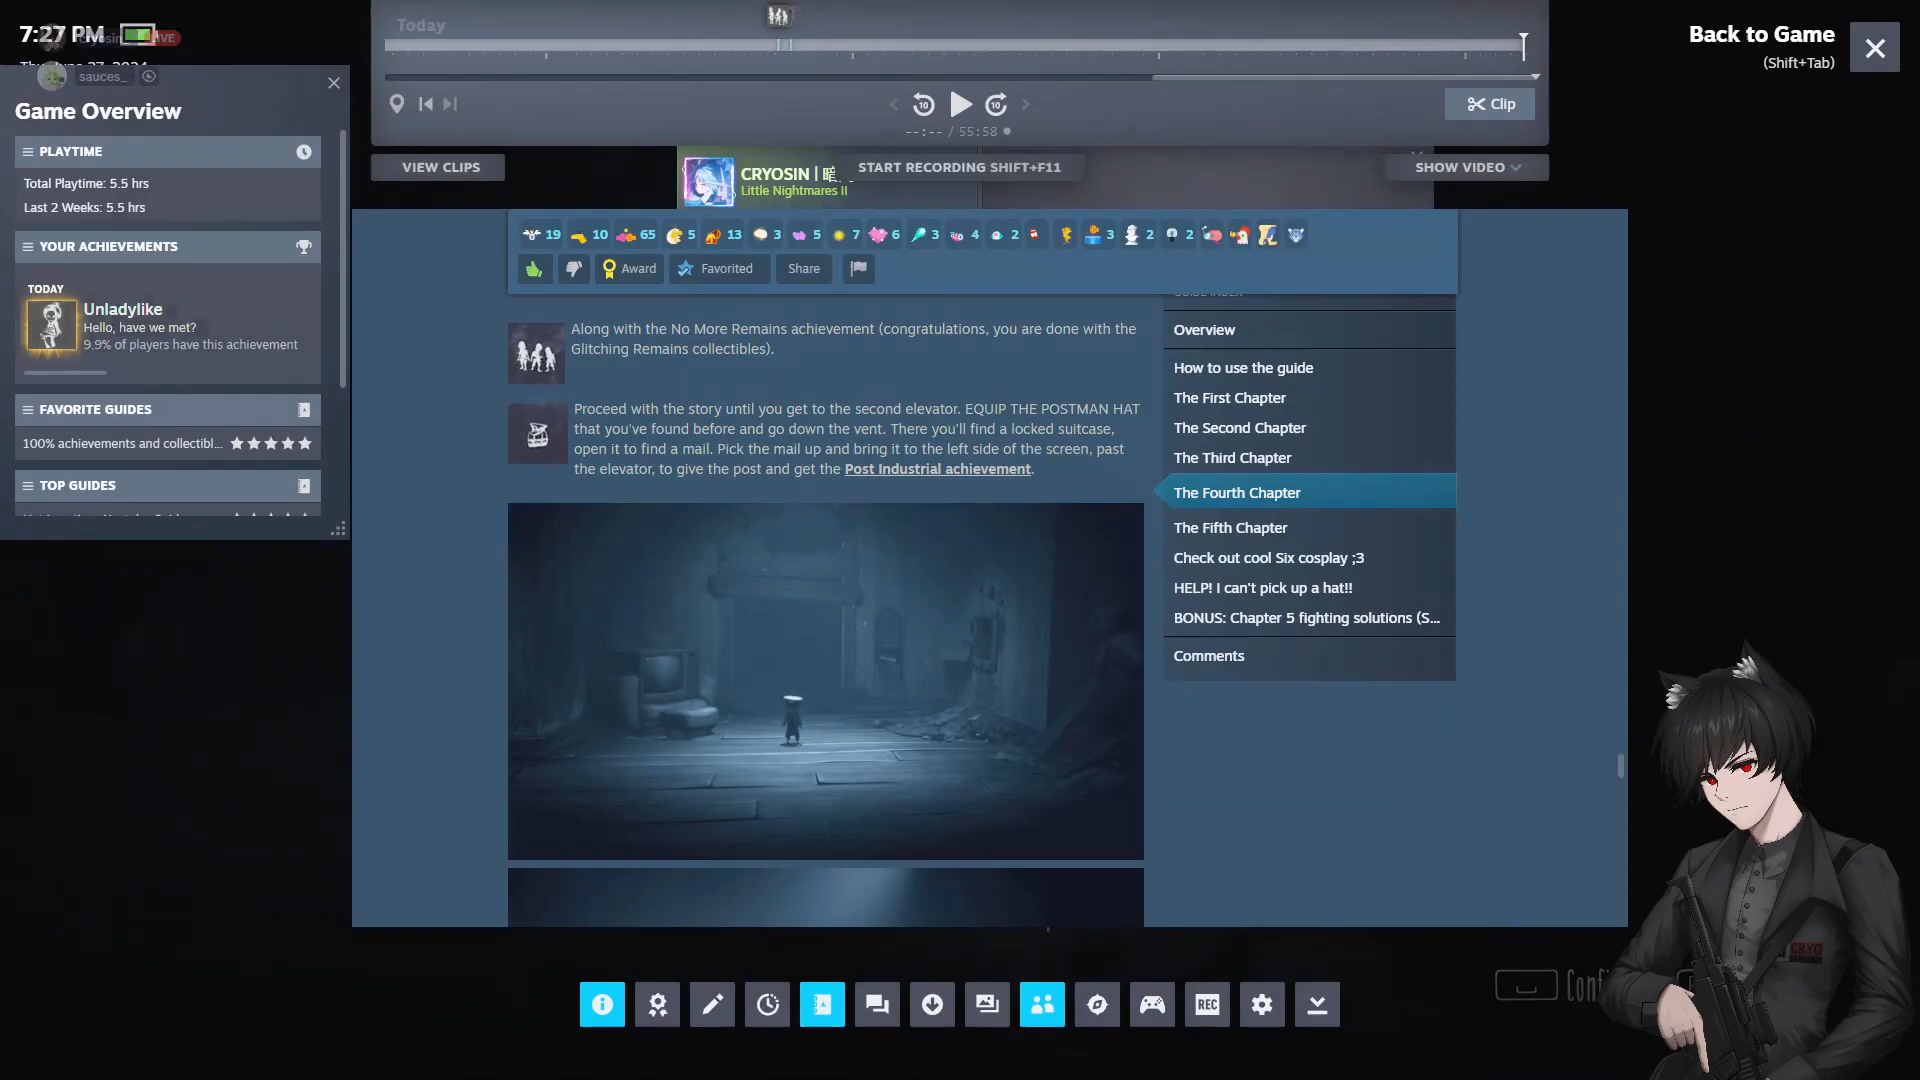 7:27 PM
LIVE
sauces_
Game Overview
PLAYTIME
Total Playtime: 5.5 hrs
Last 2 Weeks: 5.5 hrs
YOUR ACHIEVEMENTS
TODAY
Unladylike
Hello, have we met?
9.9% of players have this achievement
FAVORITE GUIDES
100% achievements and collectibl...
TOP GUIDES
Today
10
10
--:-- / 55:58
Clip
Back to Game
(Shift+Tab)
VIEW CLIPS
CRYOSIN | 暗
Little Nightmares II
START RECORDING SHIFT+F11
SHOW VIDEO
19 10 65 5 13 3 5 7 6 3 4 2 3 2 2
Award
Favorited
Share
Along with the No More Remains achievement (congratulations, you are done with the
Glitching Remains collectibles).
Proceed with the story until you get to the second elevator. EQUIP THE POSTMAN HAT
that you've found before and go down the vent. There you'll find a locked suitcase,
open it to find a mail. Pick the mail up and bring it to the left side of the screen, past
the elevator, to give the post and get the Post Industrial achievement.
GUIDE INDEX
Overview
How to use the guide
The First Chapter
The Second Chapter
The Third Chapter
The Fourth Chapter
The Fifth Chapter
Check out cool Six cosplay ;3
HELP! I can't pick up a hat!!
BONUS: Chapter 5 fighting solutions (S...
Comments
REC
CRYO